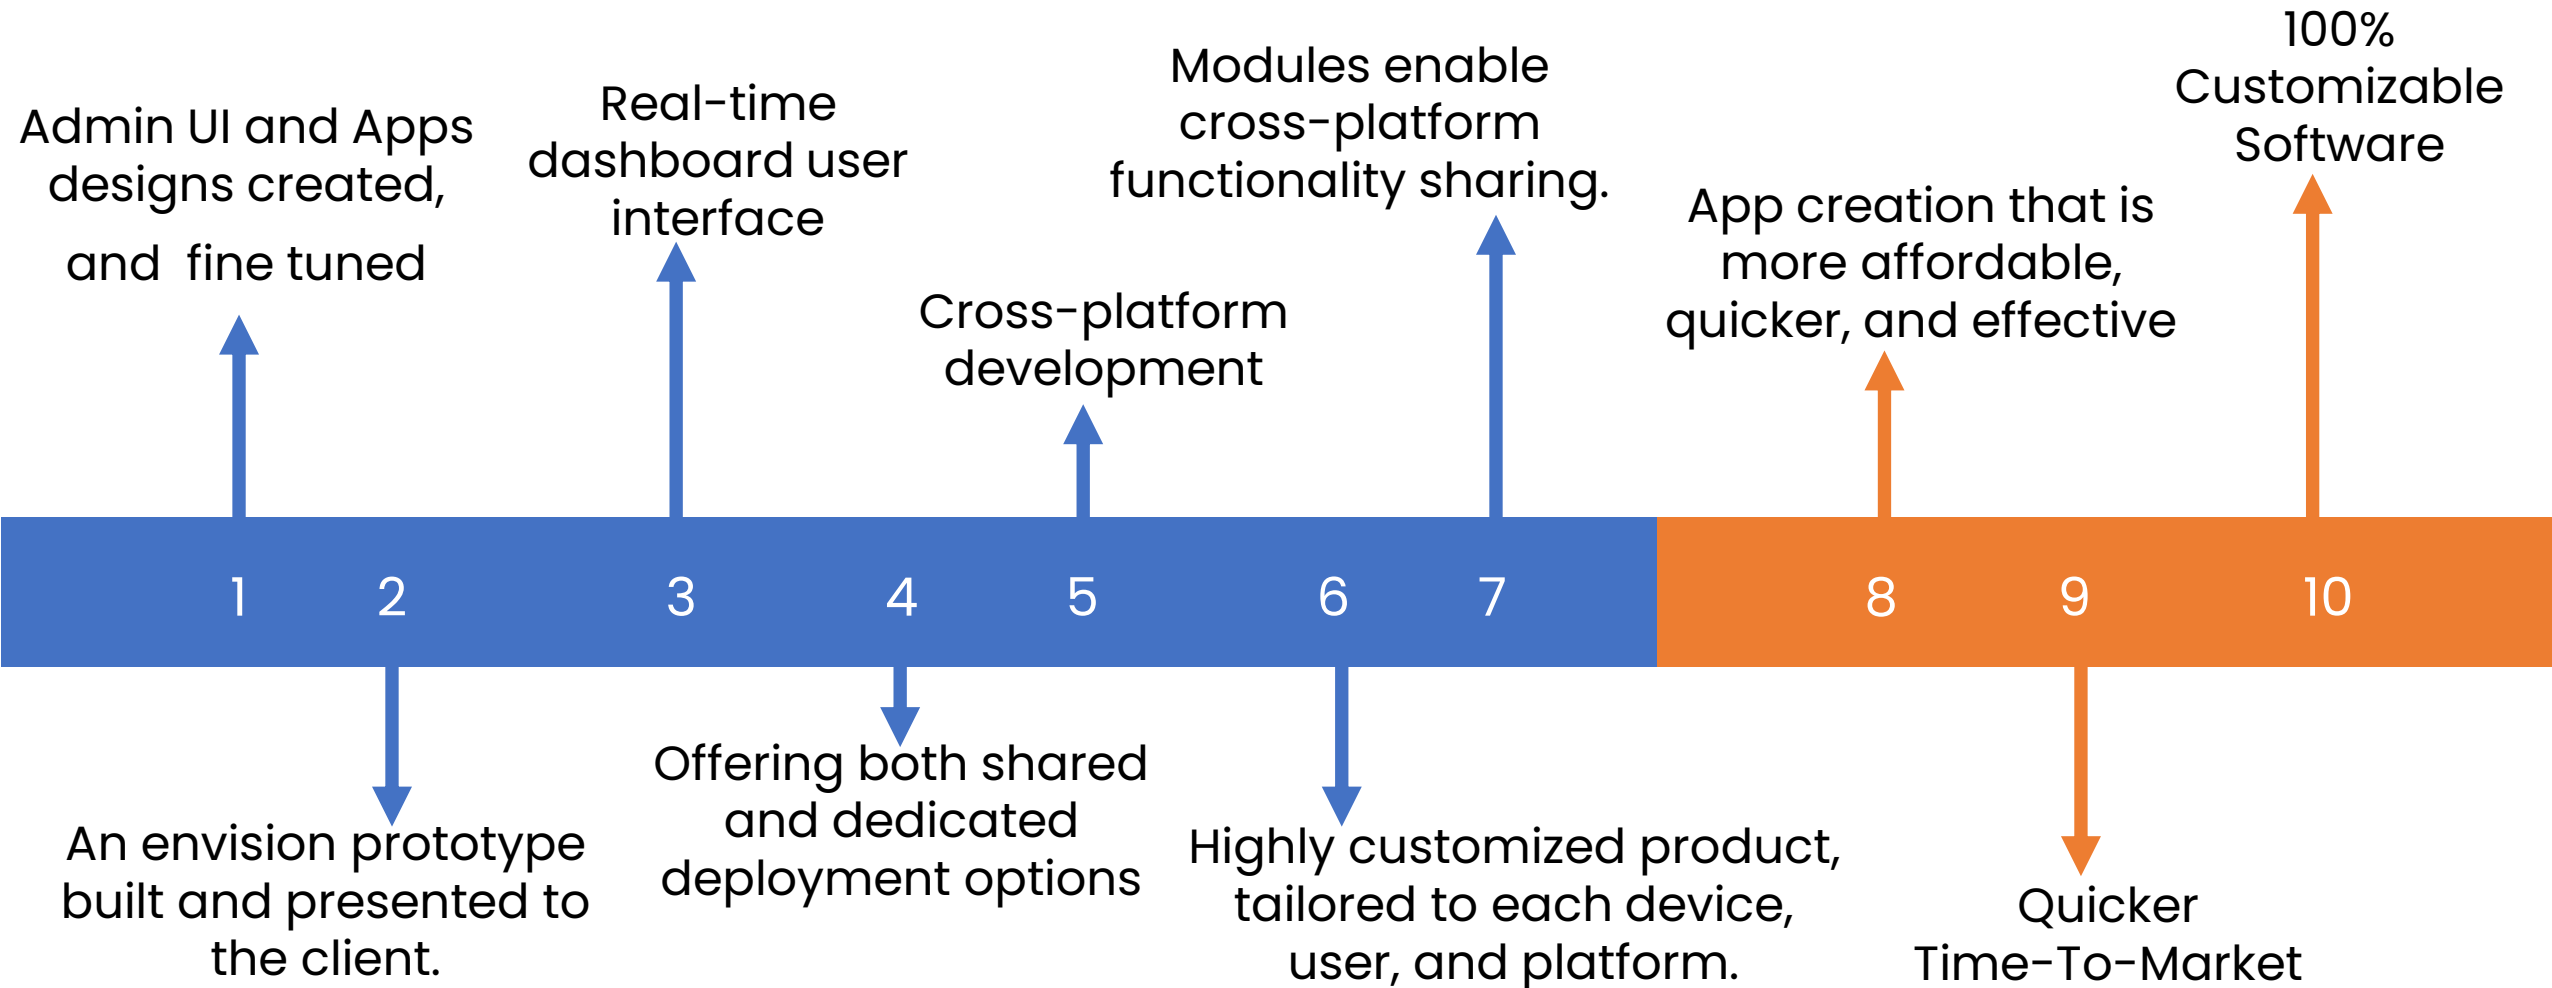 100%
Customizable
Software
Modules enable
cross-platform
functionality sharing.
Real-time
dashboard user
interface
Admin UI and Apps
designs created,
and  fine tuned
App creation that is
more affordable,
quicker, and effective
Cross-platform
development
1 2 3 4 5 6 7 8 9 10
An envision prototype
built and presented to
the client.
Offering both shared
and dedicated
deployment options
Highly customized product,
tailored to each device,
user, and platform.
Quicker
Time-To-Market